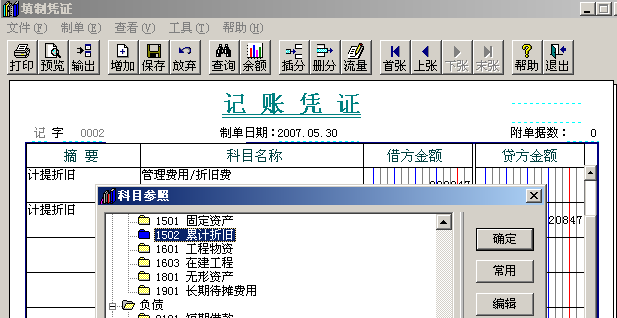 填制凭证
文件(F) 制单(E) 查看(V) 工具(T) 帮助(H)
打印 预览 输出 增加 保存 放弃 查询 余额 插分 删分 流量 首张 上张 下张 末张 帮助 退出
记 账 凭 证
记 字 0002 制单日期:2007.05.30 附单据数: 0
摘 要 科目名称 借方金额 贷方金额
计提折旧 管理费用/折旧费
计提折旧 20847
科目参照
1501 固定资产
1502 累计折旧
1601 工程物资
1603 在建工程
1801 无形资产
1901 长期待摊费用
负债
确定
常用
编辑